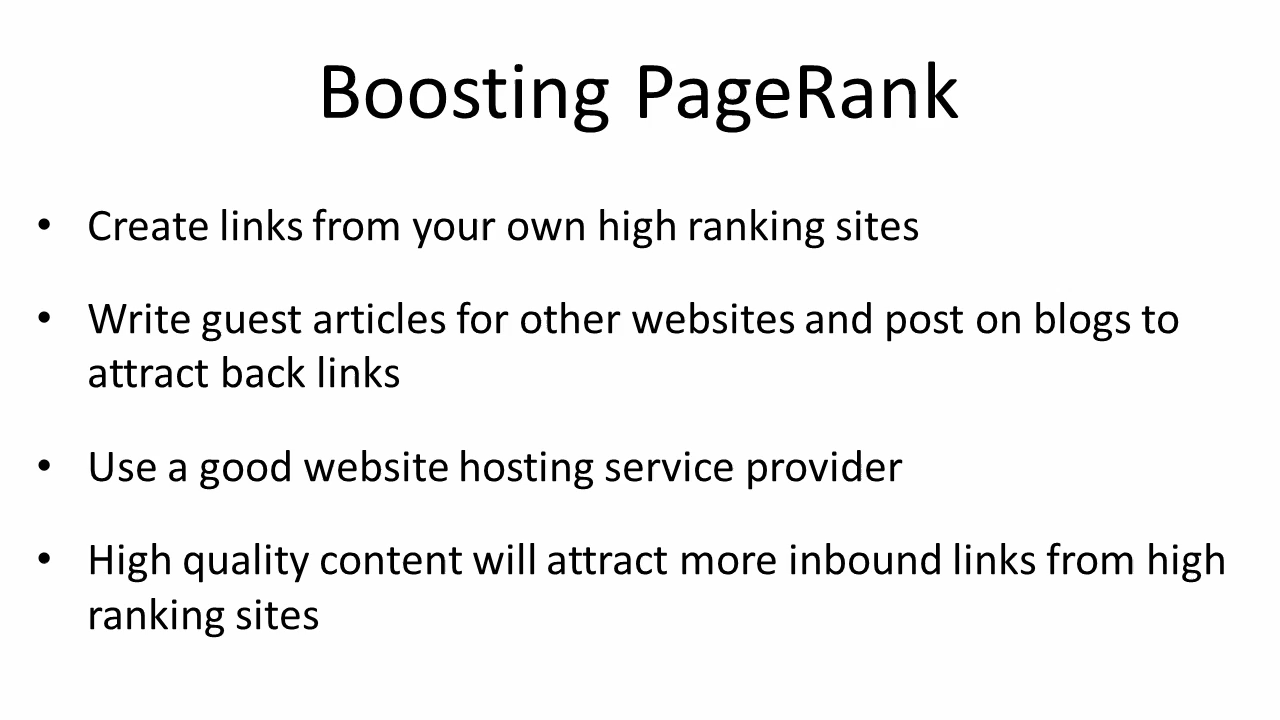 Boosting PageRank
• Create links from your own high ranking sites
• Write guest articles for other websites and post on blogs to
attract back links
• Use a good website hosting service provider
• High quality content will attract more inbound links from high
ranking sites